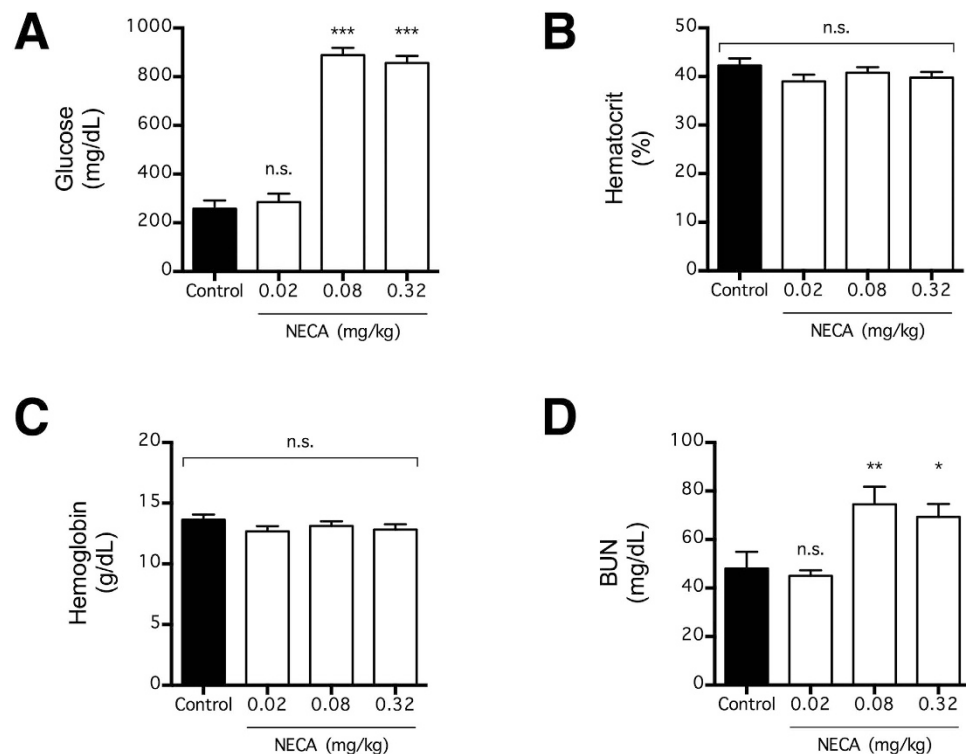 A
Glucose
(mg/dL)
1000
800
600
400
200
0
n.s.
***
***
Control
0.02
0.08
0.32
NECA (mg/kg)
B
Hematocrit
(%)
50
40
30
20
10
0
n.s.
Control
0.02
0.08
0.32
NECA (mg/kg)
C
Hemoglobin
(g/dL)
20
15
10
5
0
n.s.
Control
0.02
0.08
0.32
NECA (mg/kg)
D
BUN
(mg/dL)
100
80
60
40
20
0
n.s.
**
*
Control
0.02
0.08
0.32
NECA (mg/kg)